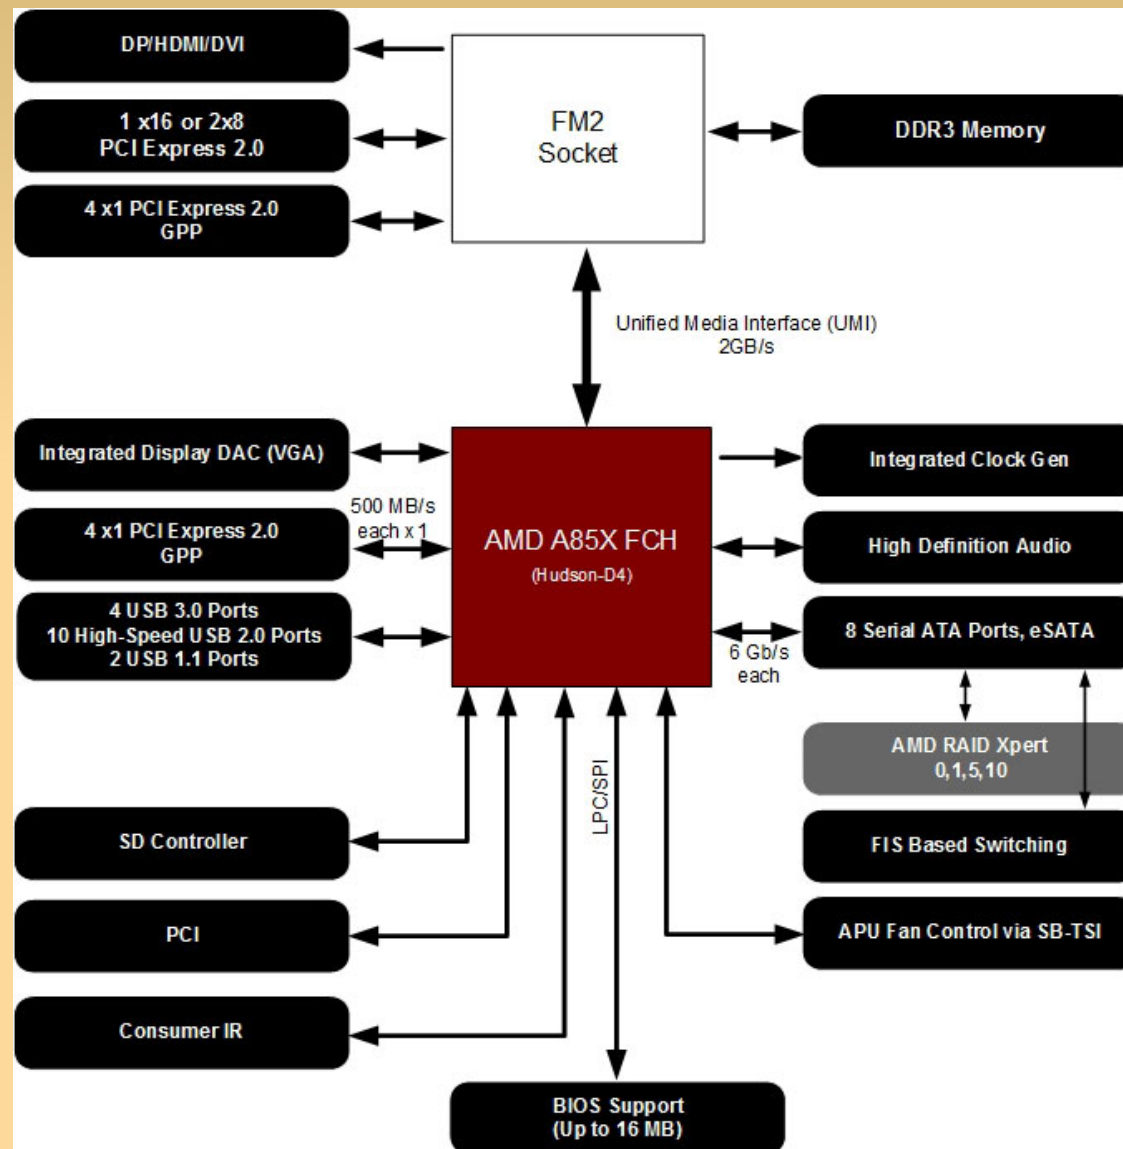 DP/HDMI/DVI
1 x16 or 2x8
PCI Express 2.0
4 x1 PCI Express 2.0
GPP
FM2
Socket
DDR3 Memory
Unified Media Interface (UMI)
2GB/s
Integrated Display DAC (VGA)
500 MB/s
each x 1
4 x1 PCI Express 2.0
GPP
4 USB 3.0 Ports
10 High-Speed USB 2.0 Ports
2 USB 1.1 Ports
AMD A85X FCH
(Hudson-D4)
Integrated Clock Gen
High Definition Audio
8 Serial ATA Ports, eSATA
6 Gb/s
each
AMD RAID Xpert
0,1,5,10
FIS Based Switching
APU Fan Control via SB-TSI
LPC/SPI
SD Controller
PCI
Consumer IR
BIOS Support
(Up to 16 MB)